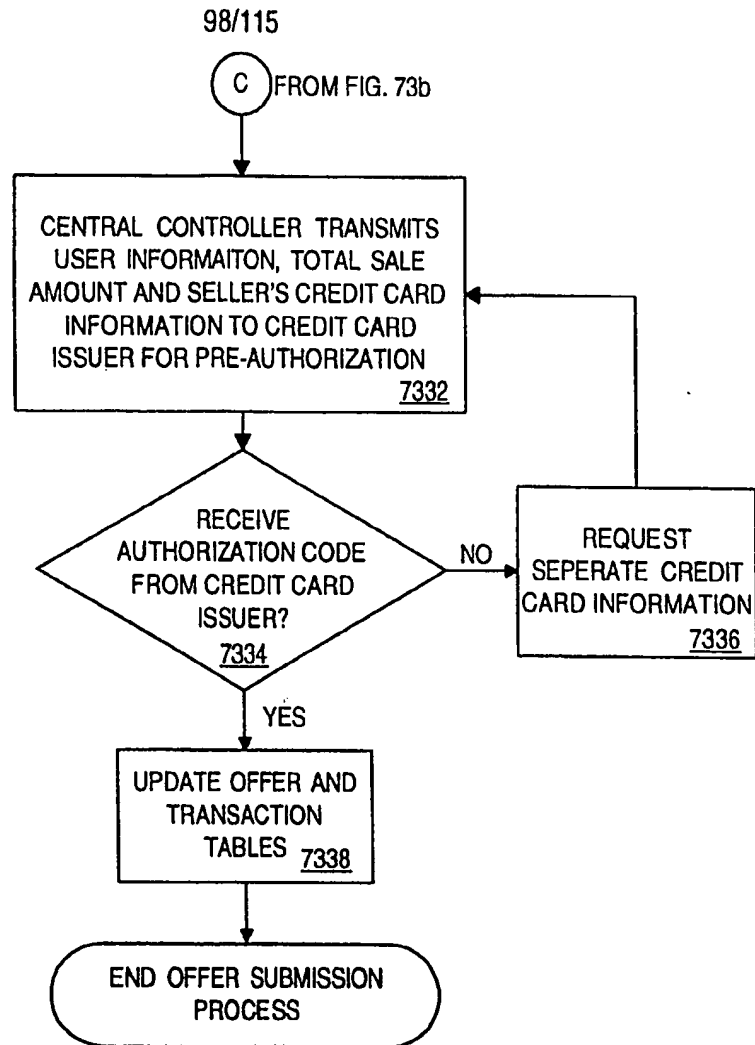 98/115
C FROM FIG. 73b
CENTRAL CONTROLLER TRANSMITS
USER INFORMAITON, TOTAL SALE
AMOUNT AND SELLER'S CREDIT CARD
INFORMATION TO CREDIT CARD
ISSUER FOR PRE-AUTHORIZATION
7332
RECEIVE
AUTHORIZATION CODE
FROM CREDIT CARD
ISSUER?
7334
NO
REQUEST
SEPERATE CREDIT
CARD INFORMATION
7336
YES
UPDATE OFFER AND
TRANSACTION
TABLES 7338
END OFFER SUBMISSION
PROCESS